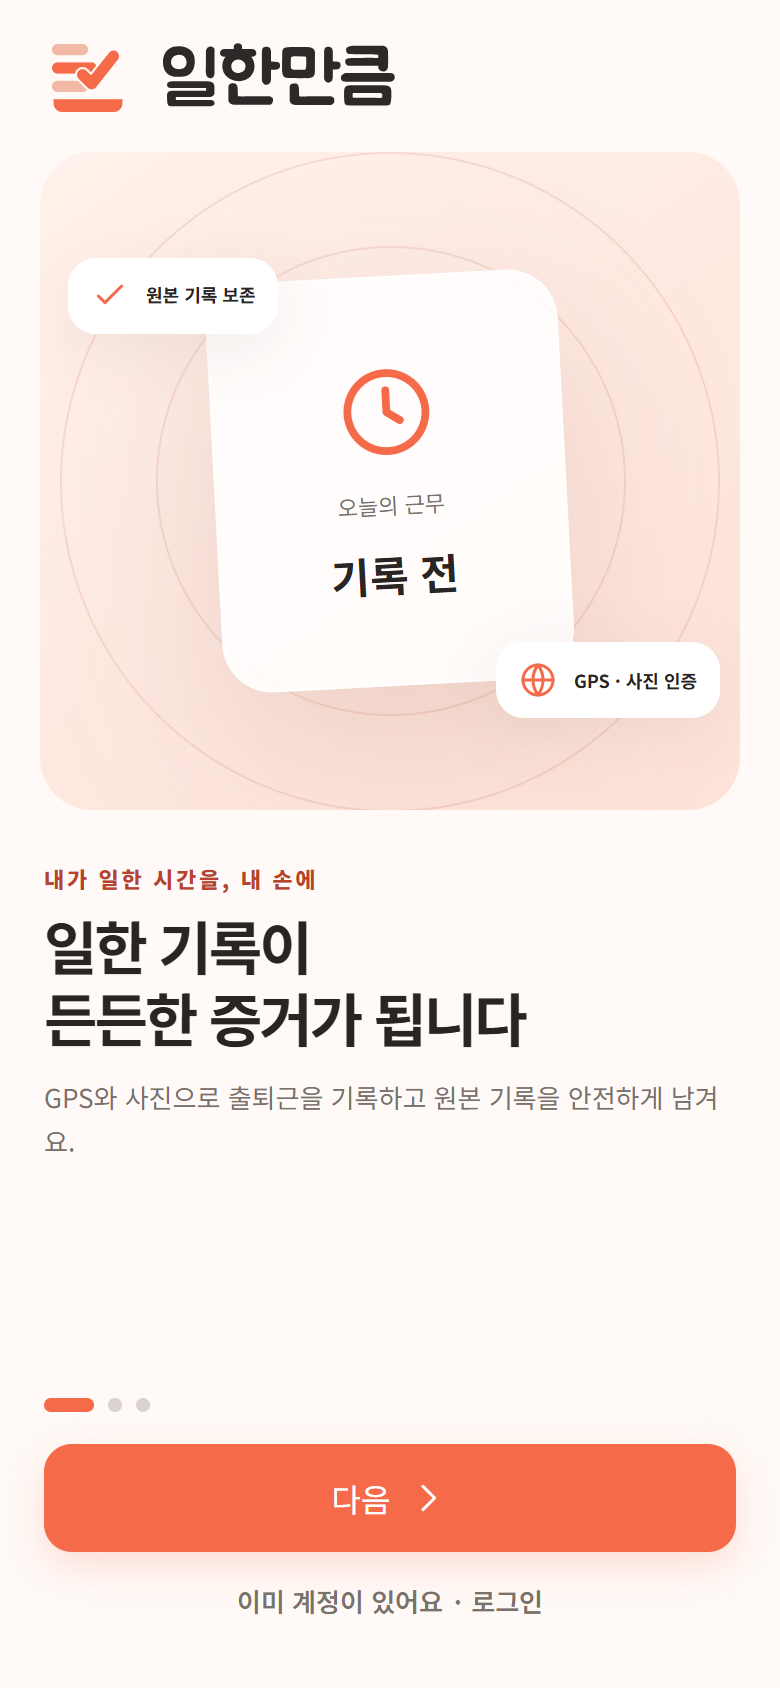 일한만큼
원본 기록 보존
오늘의 근무
기록 전
GPS · 사진 인증
내가 일한 시간을, 내 손에
일한 기록이
든든한 증거가 됩니다
GPS와 사진으로 출퇴근을 기록하고 원본 기록을 안전하게 남겨
요.
다음
이미 계정이 있어요 · 로그인